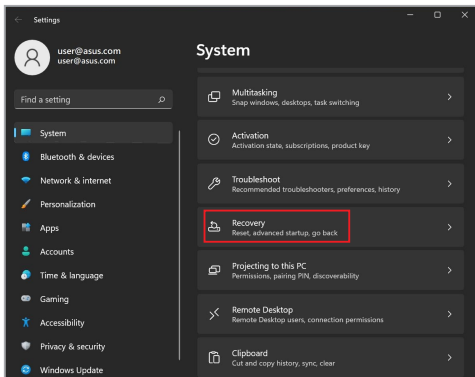 Settings
user@asus.com
user@asus.com
Find a setting
System
Bluetooth & devices
Network & internet
Personalization
Apps
Accounts
Time & language
Gaming
Accessibility
Privacy & security
Windows Update
System
Multitasking
Snap windows, desktops, task switching
Activation
Activation state, subscriptions, product key
Troubleshoot
Recommended troubleshooters, preferences, history
Recovery
Reset, advanced startup, go back
Projecting to this PC
Permissions, pairing PIN, discoverability
Remote Desktop
Remote Desktop users, connection permissions
Clipboard
Cut and copy history, sync, clear